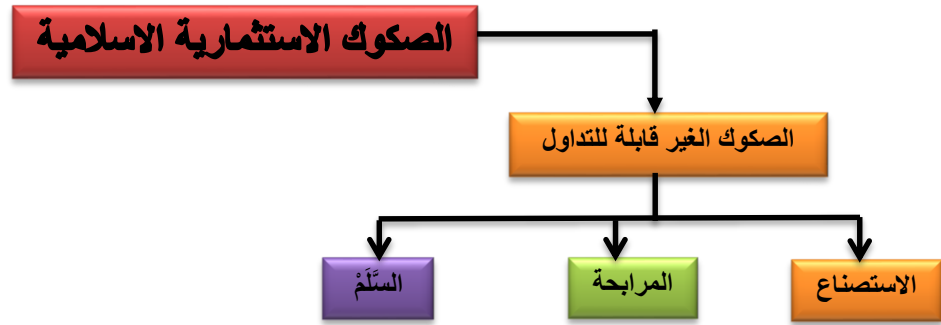 الصكوك الاستثمارية الاسلامية
الصكوك الغير قابلة للتداول
الاستصناع
المرابحة
السَّلَمْ